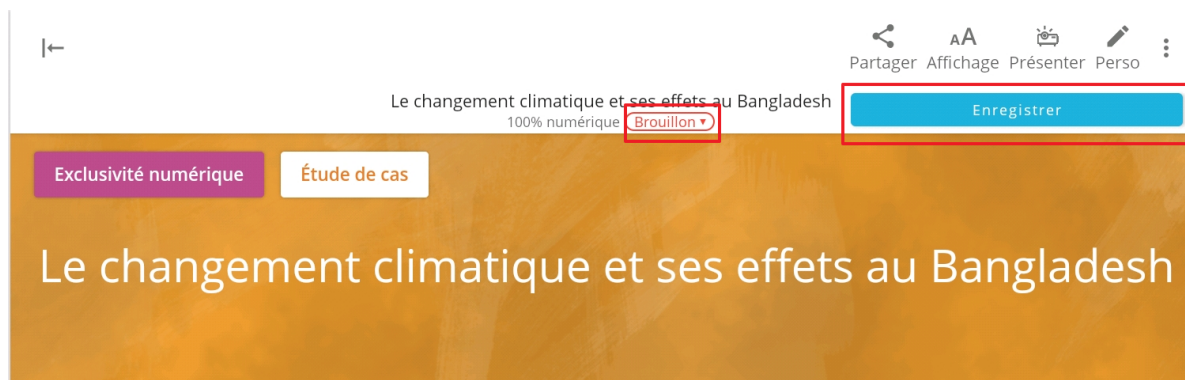 Partager Affichage Présenter Perso
Le changement climatique et ses effets au Bangladesh
100% numérique Brouillon ▾
Enregistrer
Exclusivité numérique
Étude de cas
Le changement climatique et ses effets au Bangladesh